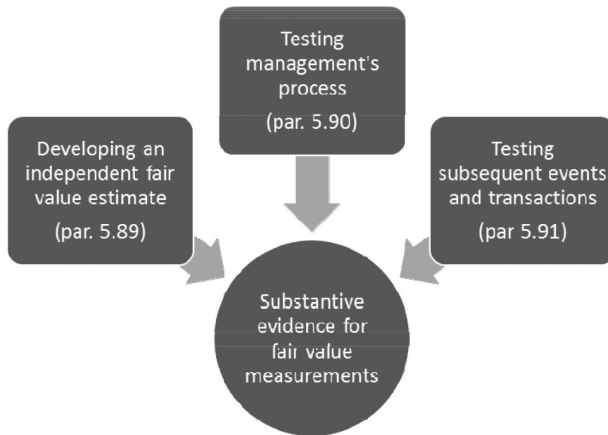 Testing
management's
process
(par. 5.90)
Developing an
independent fair
value estimate
(par. 5.89)
Testing
subsequent events
and transactions
(par 5.91)
Substantive
evidence for
fair value
measurements